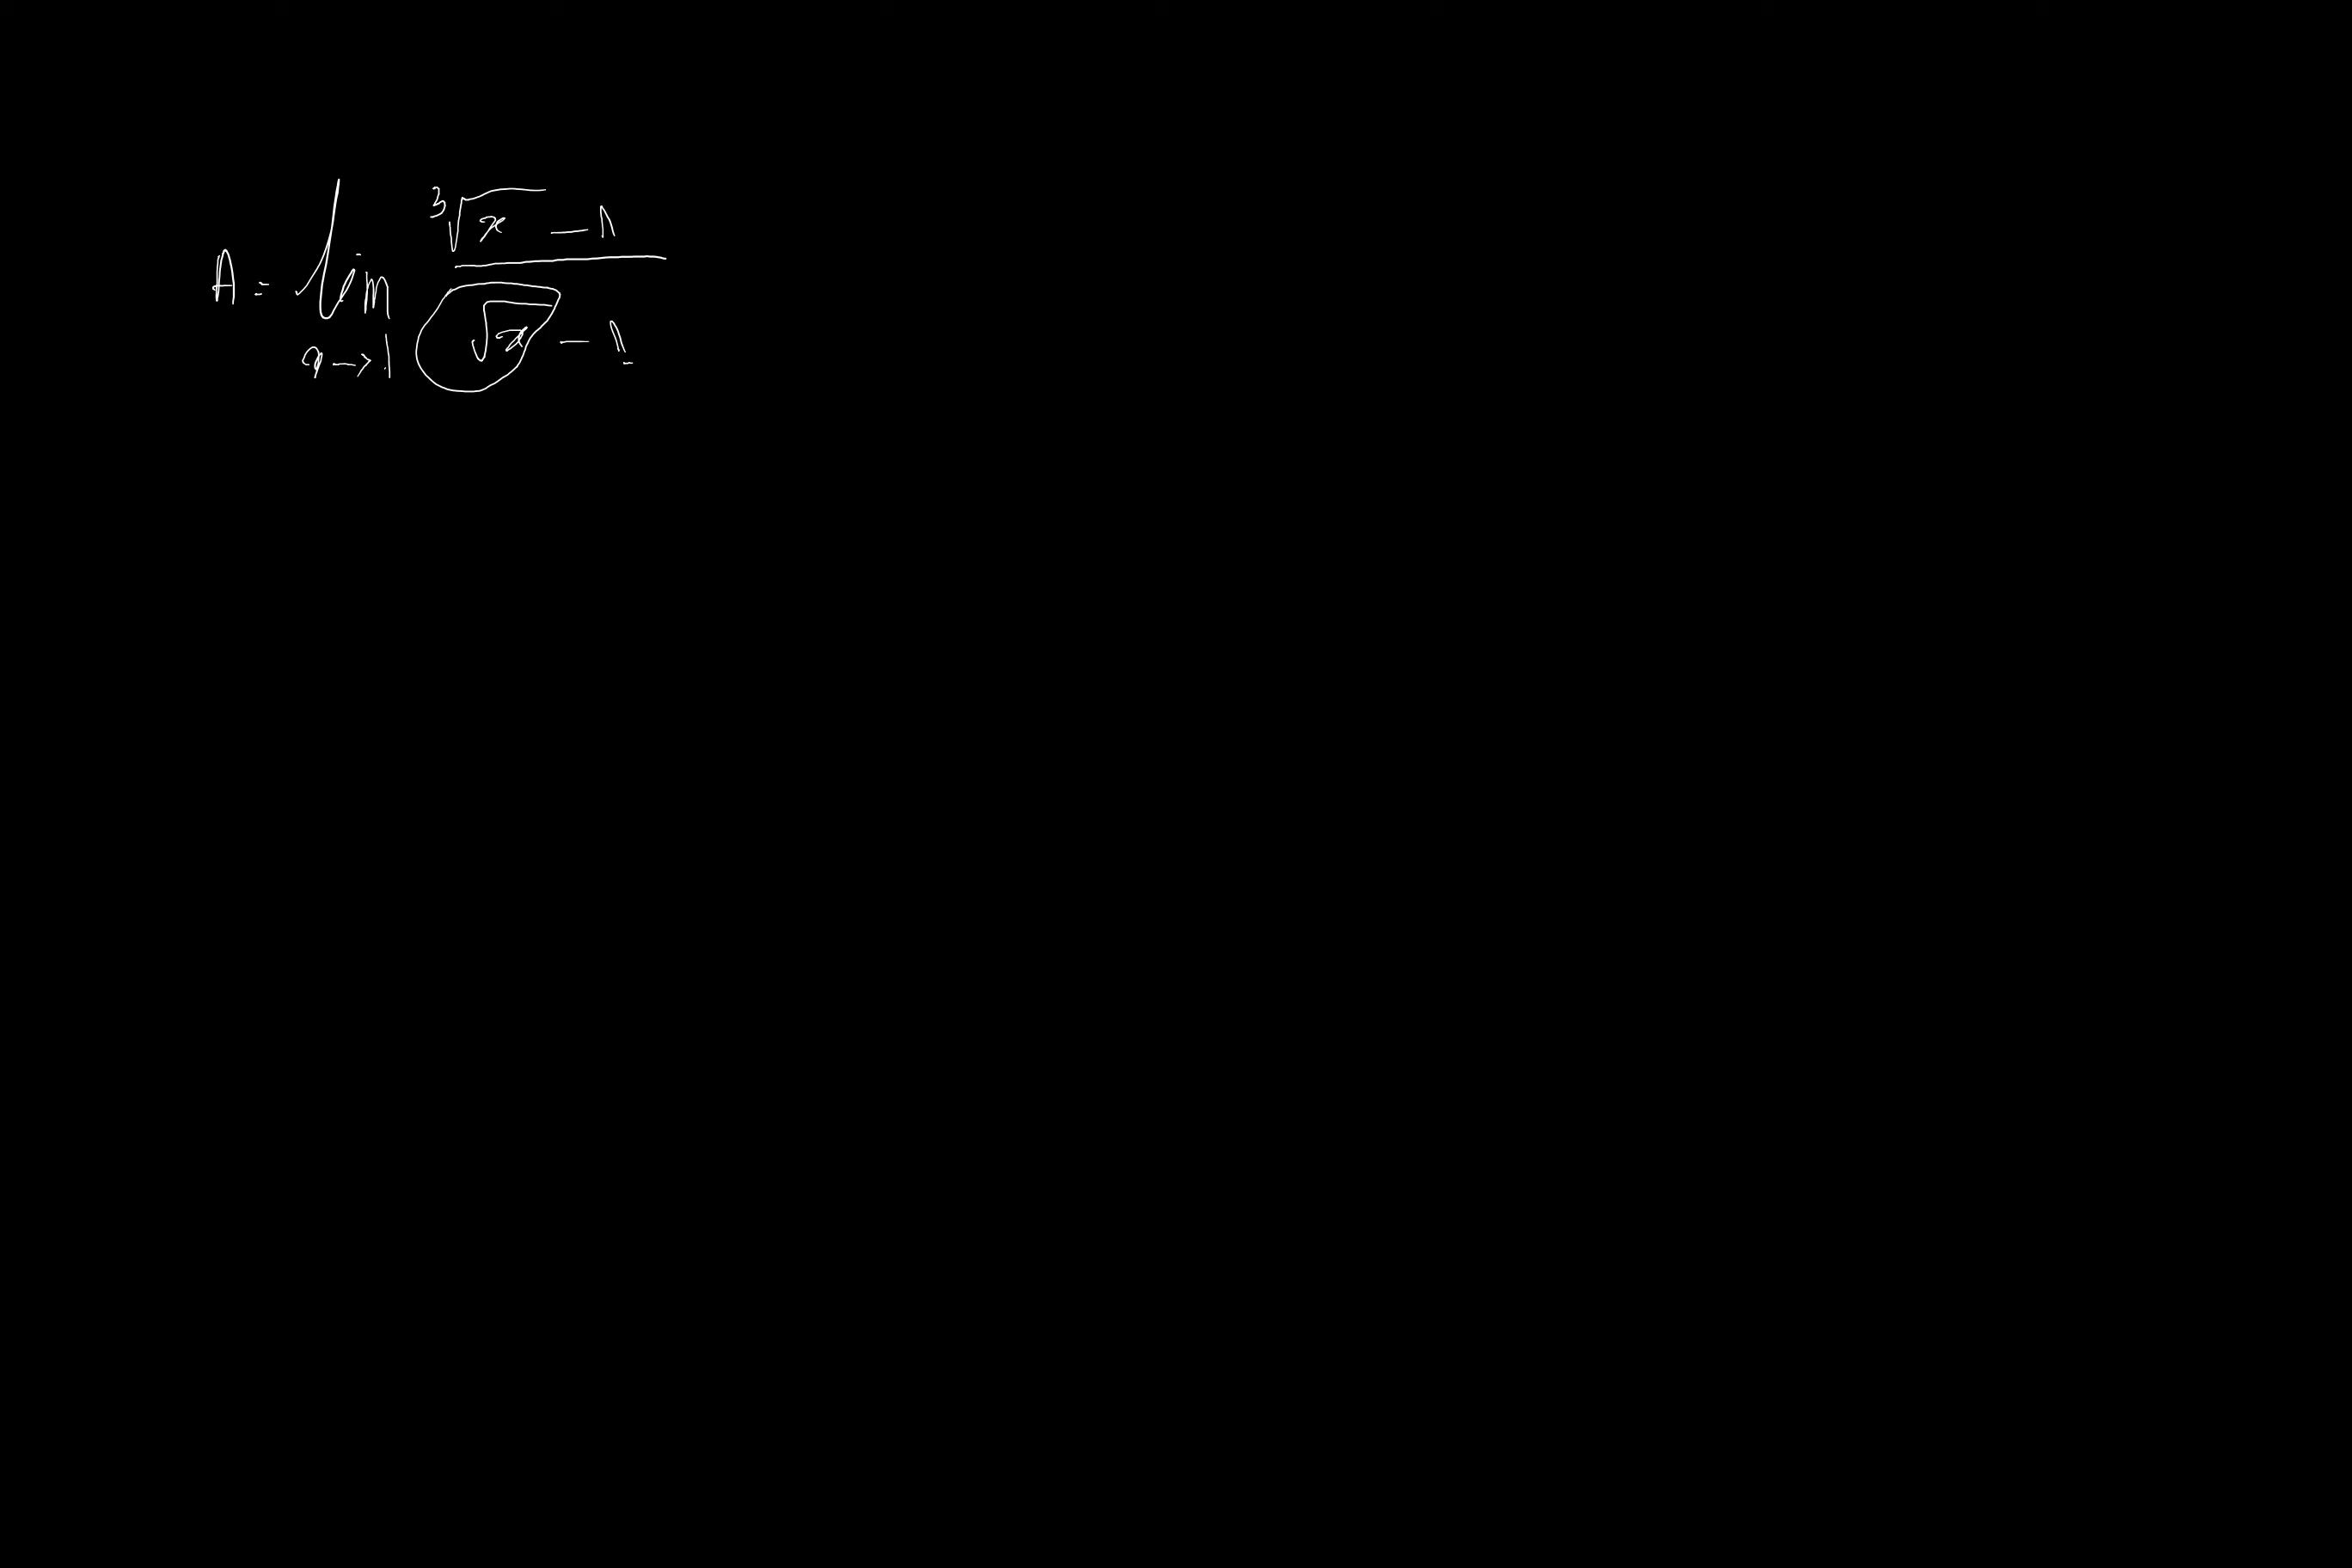 A = lim x→1 (∛x - 1) / (√x - 1)